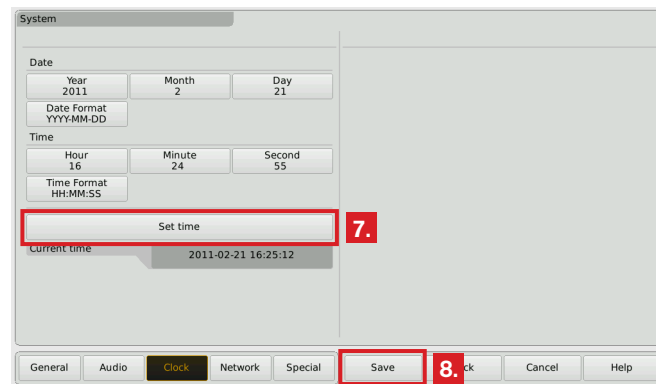 System
Date
Year Month Day
2011 2 21
Date Format
YYYY-MM-DD
Time
Hour Minute Second
16 24 55
Time Format
HH:MM:SS
Set time
7.
Current time
2011-02-21 16:25:12
General Audio Clock Network Special Save 8. ck Cancel Help